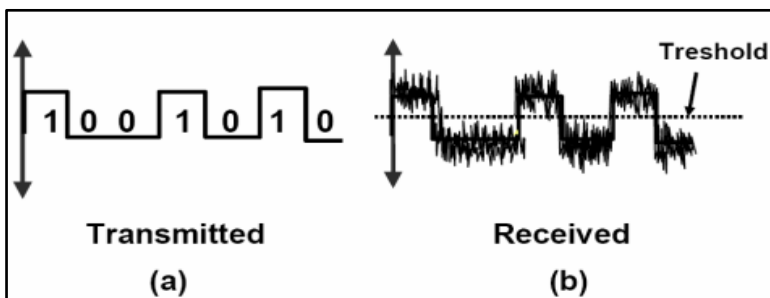 Treshold
1 0 0 1 0 1 0
Transmitted
Received
(a)
(b)